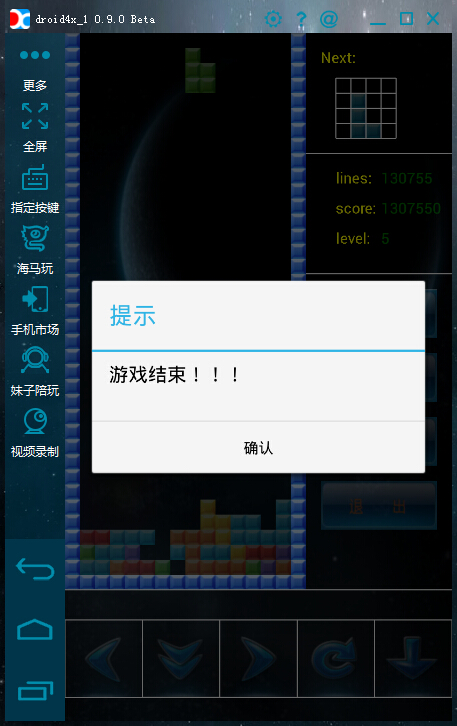 droid4x_1 0.9.0 Beta
更多
全屏
指定按键
海马玩
手机市场
妹子陪玩
视频录制
Next:
lines: 130755
score: 1307550
level: 5
提示
游戏结束！！！
确认
退 出